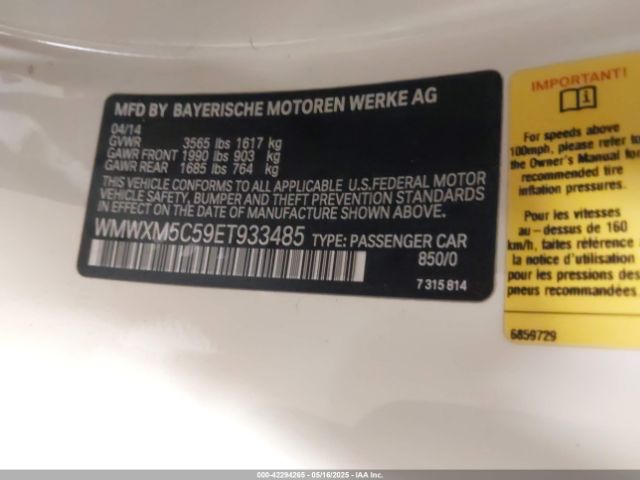 MFD BY BAYERISCHE MOTOREN WERKE AG
04/14
GVWR 3565 lbs 1617 kg
GAWR FRONT 1990 lbs 903 kg
GAWR REAR 1685 lbs 764 kg
THIS VEHICLE CONFORMS TO ALL APPLICABLE U.S.FEDERAL MOTOR
VEHICLE SAFETY, BUMPER AND THEFT PREVENTION STANDARDS
IN EFFECT ON THE DATE OF MANUFACTURE SHOWN ABOVE.
WMWXM5C59ET933485 TYPE: PASSENGER CAR
850/0
7 315 814
IMPORTANT!
For speeds above
100mph, please refer to
the Owner's Manual for
recommended tire
inflation pressures.
Pour les vitesses
au-dessus de 160
km/h, faites référence
à la notice d'utilisation
pour les pressions des
pneus recommandées
6859729
000-42294265 - 05/16/2025 - IAA Inc.